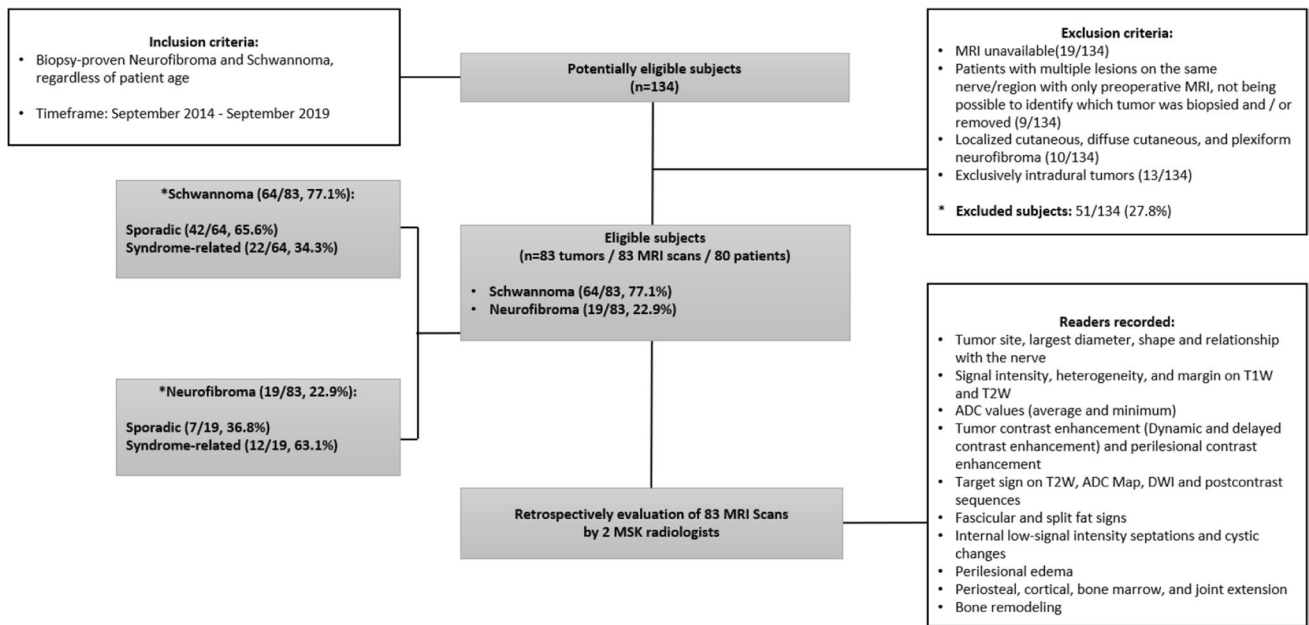 Inclusion criteria:
• Biopsy-proven Neurofibroma and Schwannoma,
regardless of patient age
• Timeframe: September 2014 - September 2019
Potentially eligible subjects
(n=134)
Exclusion criteria:
• MRI unavailable(19/134)
• Patients with multiple lesions on the same
nerve/region with only preoperative MRI, not being
possible to identify which tumor was biopsied and / or
removed (9/134)
• Localized cutaneous, diffuse cutaneous, and plexiform
neurofibroma (10/134)
• Exclusively intradural tumors (13/134)
* Excluded subjects: 51/134 (27.8%)
*Schwannoma (64/83, 77.1%):
Sporadic (42/64, 65.6%)
Syndrome-related (22/64, 34.3%)
Eligible subjects
(n=83 tumors / 83 MRI scans / 80 patients)
• Schwannoma (64/83, 77.1%)
• Neurofibroma (19/83, 22.9%)
*Neurofibroma (19/83, 22.9%):
Sporadic (7/19, 36.8%)
Syndrome-related (12/19, 63.1%)
Retrospectively evaluation of 83 MRI Scans
by 2 MSK radiologists
Readers recorded:
• Tumor site, largest diameter, shape and relationship
with the nerve
• Signal intensity, heterogeneity, and margin on T1W
and T2W
• ADC values (average and minimum)
• Tumor contrast enhancement (Dynamic and delayed
contrast enhancement) and perilesional contrast
enhancement
• Target sign on T2W, ADC Map, DWI and postcontrast
sequences
• Fascicular and split fat signs
• Internal low-signal intensity septations and cystic
changes
• Perilesional edema
• Periosteal, cortical, bone marrow, and joint extension
• Bone remodeling